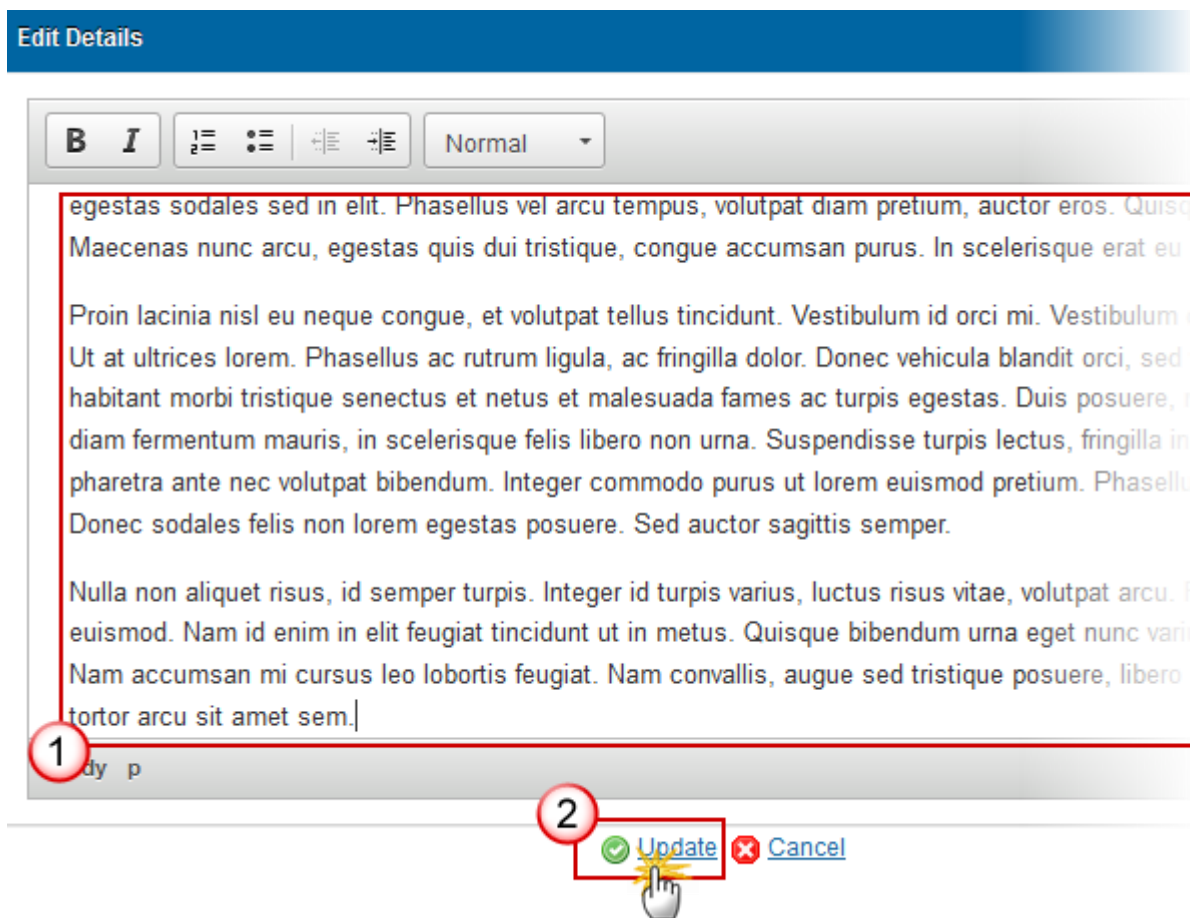 Edit Details
B I Normal
egestas sodales sed in elit. Phasellus vel arcu tempus, volutpat diam pretium, auctor eros.
Maecenas nunc arcu, egestas quis dui tristique, congue accumsan purus. In scelerisque erat eu
Proin lacinia nisl eu neque congue, et volutpat tellus tincidunt. Vestibulum id orci mi. Vestibulum
Ut at ultrices lorem. Phasellus ac rutrum ligula, ac fringilla dolor. Donec vehicula blandit orci, sed
habitant morbi tristique senectus et netus et malesuada fames ac turpis egestas. Duis posuere,
diam fermentum mauris, in scelerisque felis libero non urna. Suspendisse turpis lectus, fringilla in
pharetra ante nec volutpat bibendum. Integer commodo purus ut lorem euismod pretium.
Donec sodales felis non lorem egestas posuere. Sed auctor sagittis semper.
Nulla non aliquet risus, id semper turpis. Integer id turpis varius, luctus risus vitae, volutpat arcu.
euismod. Nam id enim in elit feugiat tincidunt ut in metus. Quisque bibendum urna eget nunc
Nam accumsan mi cursus leo lobortis feugiat. Nam convallis, augue sed tristique posuere, libero
tortor arcu sit amet sem.
1
dy p
2
Update Cancel